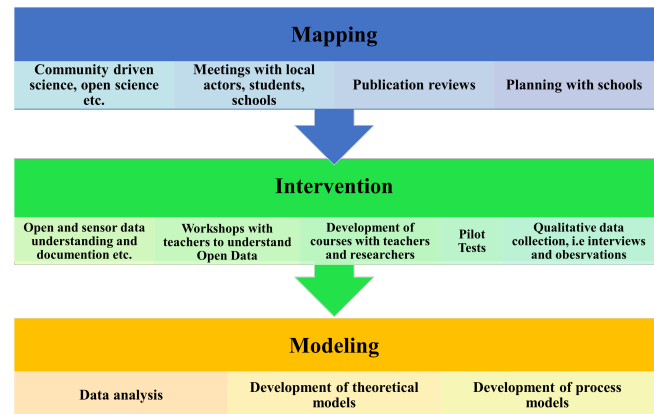 Mapping
Community driven
science, open science
etc.
Meetings with local
actors, students,
schools
Publication reviews
Planning with schools
Intervention
Open and sensor data
understanding and
documention etc.
Workshops with
teachers to understand
Open Data
Development of
courses with teachers
and researchers
Pilot
Tests
Qualitative data
collection, i.e interviews
and obesrvations
Modeling
Data analysis
Development of theoretical
models
Development of process
models